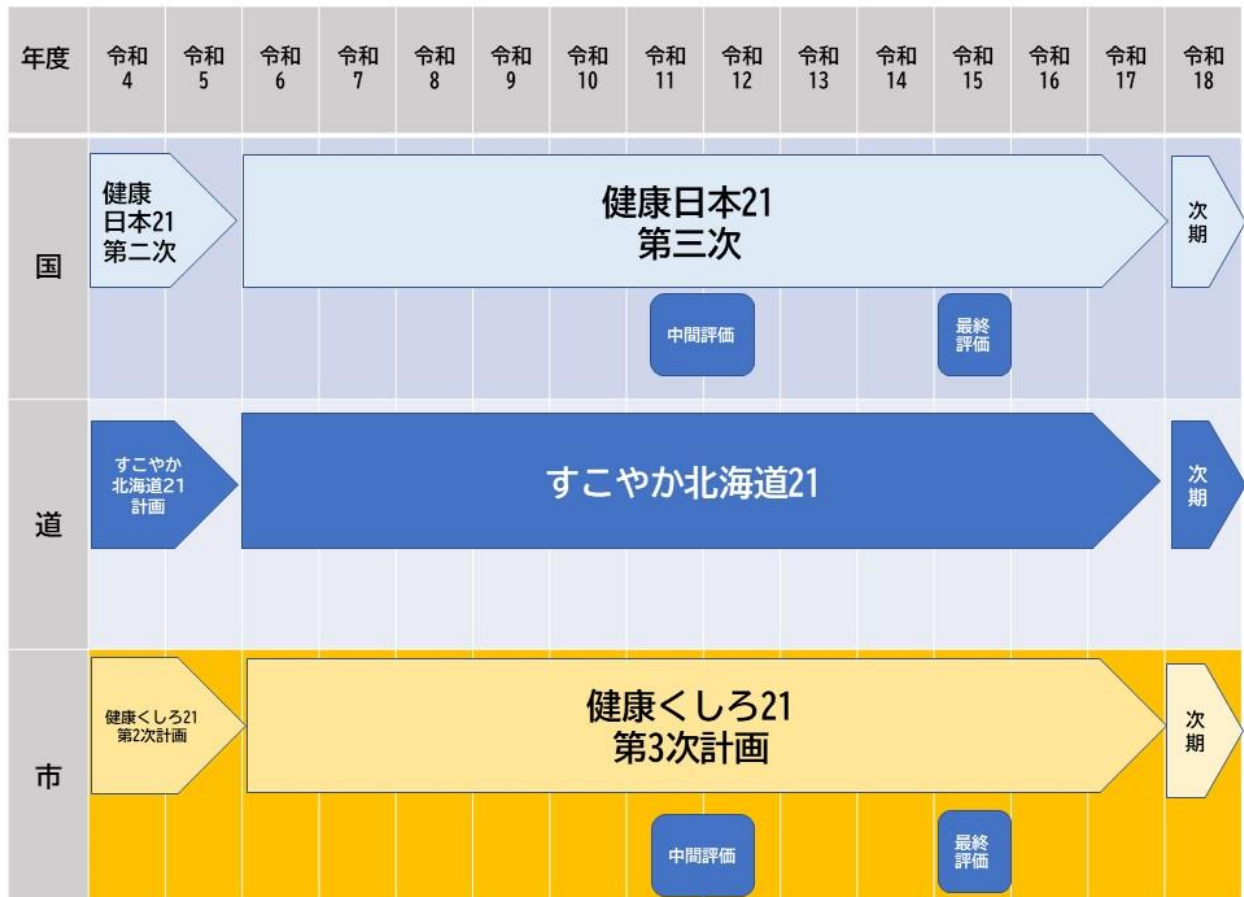 年度
令和
4
令和
5
令和
6
令和
7
令和
8
令和
9
令和
10
令和
11
令和
12
令和
13
令和
14
令和
15
令和
16
令和
17
令和
18
国
健康
日本21
第二次
健康日本21
第三次
次
期
中間評価
最終
評価
道
すこやか
北海道21
計画
すこやか北海道21
次
期
市
健康くしろ21
第2次計画
健康くしろ21
第3次計画
次
期
中間評価
最終
評価